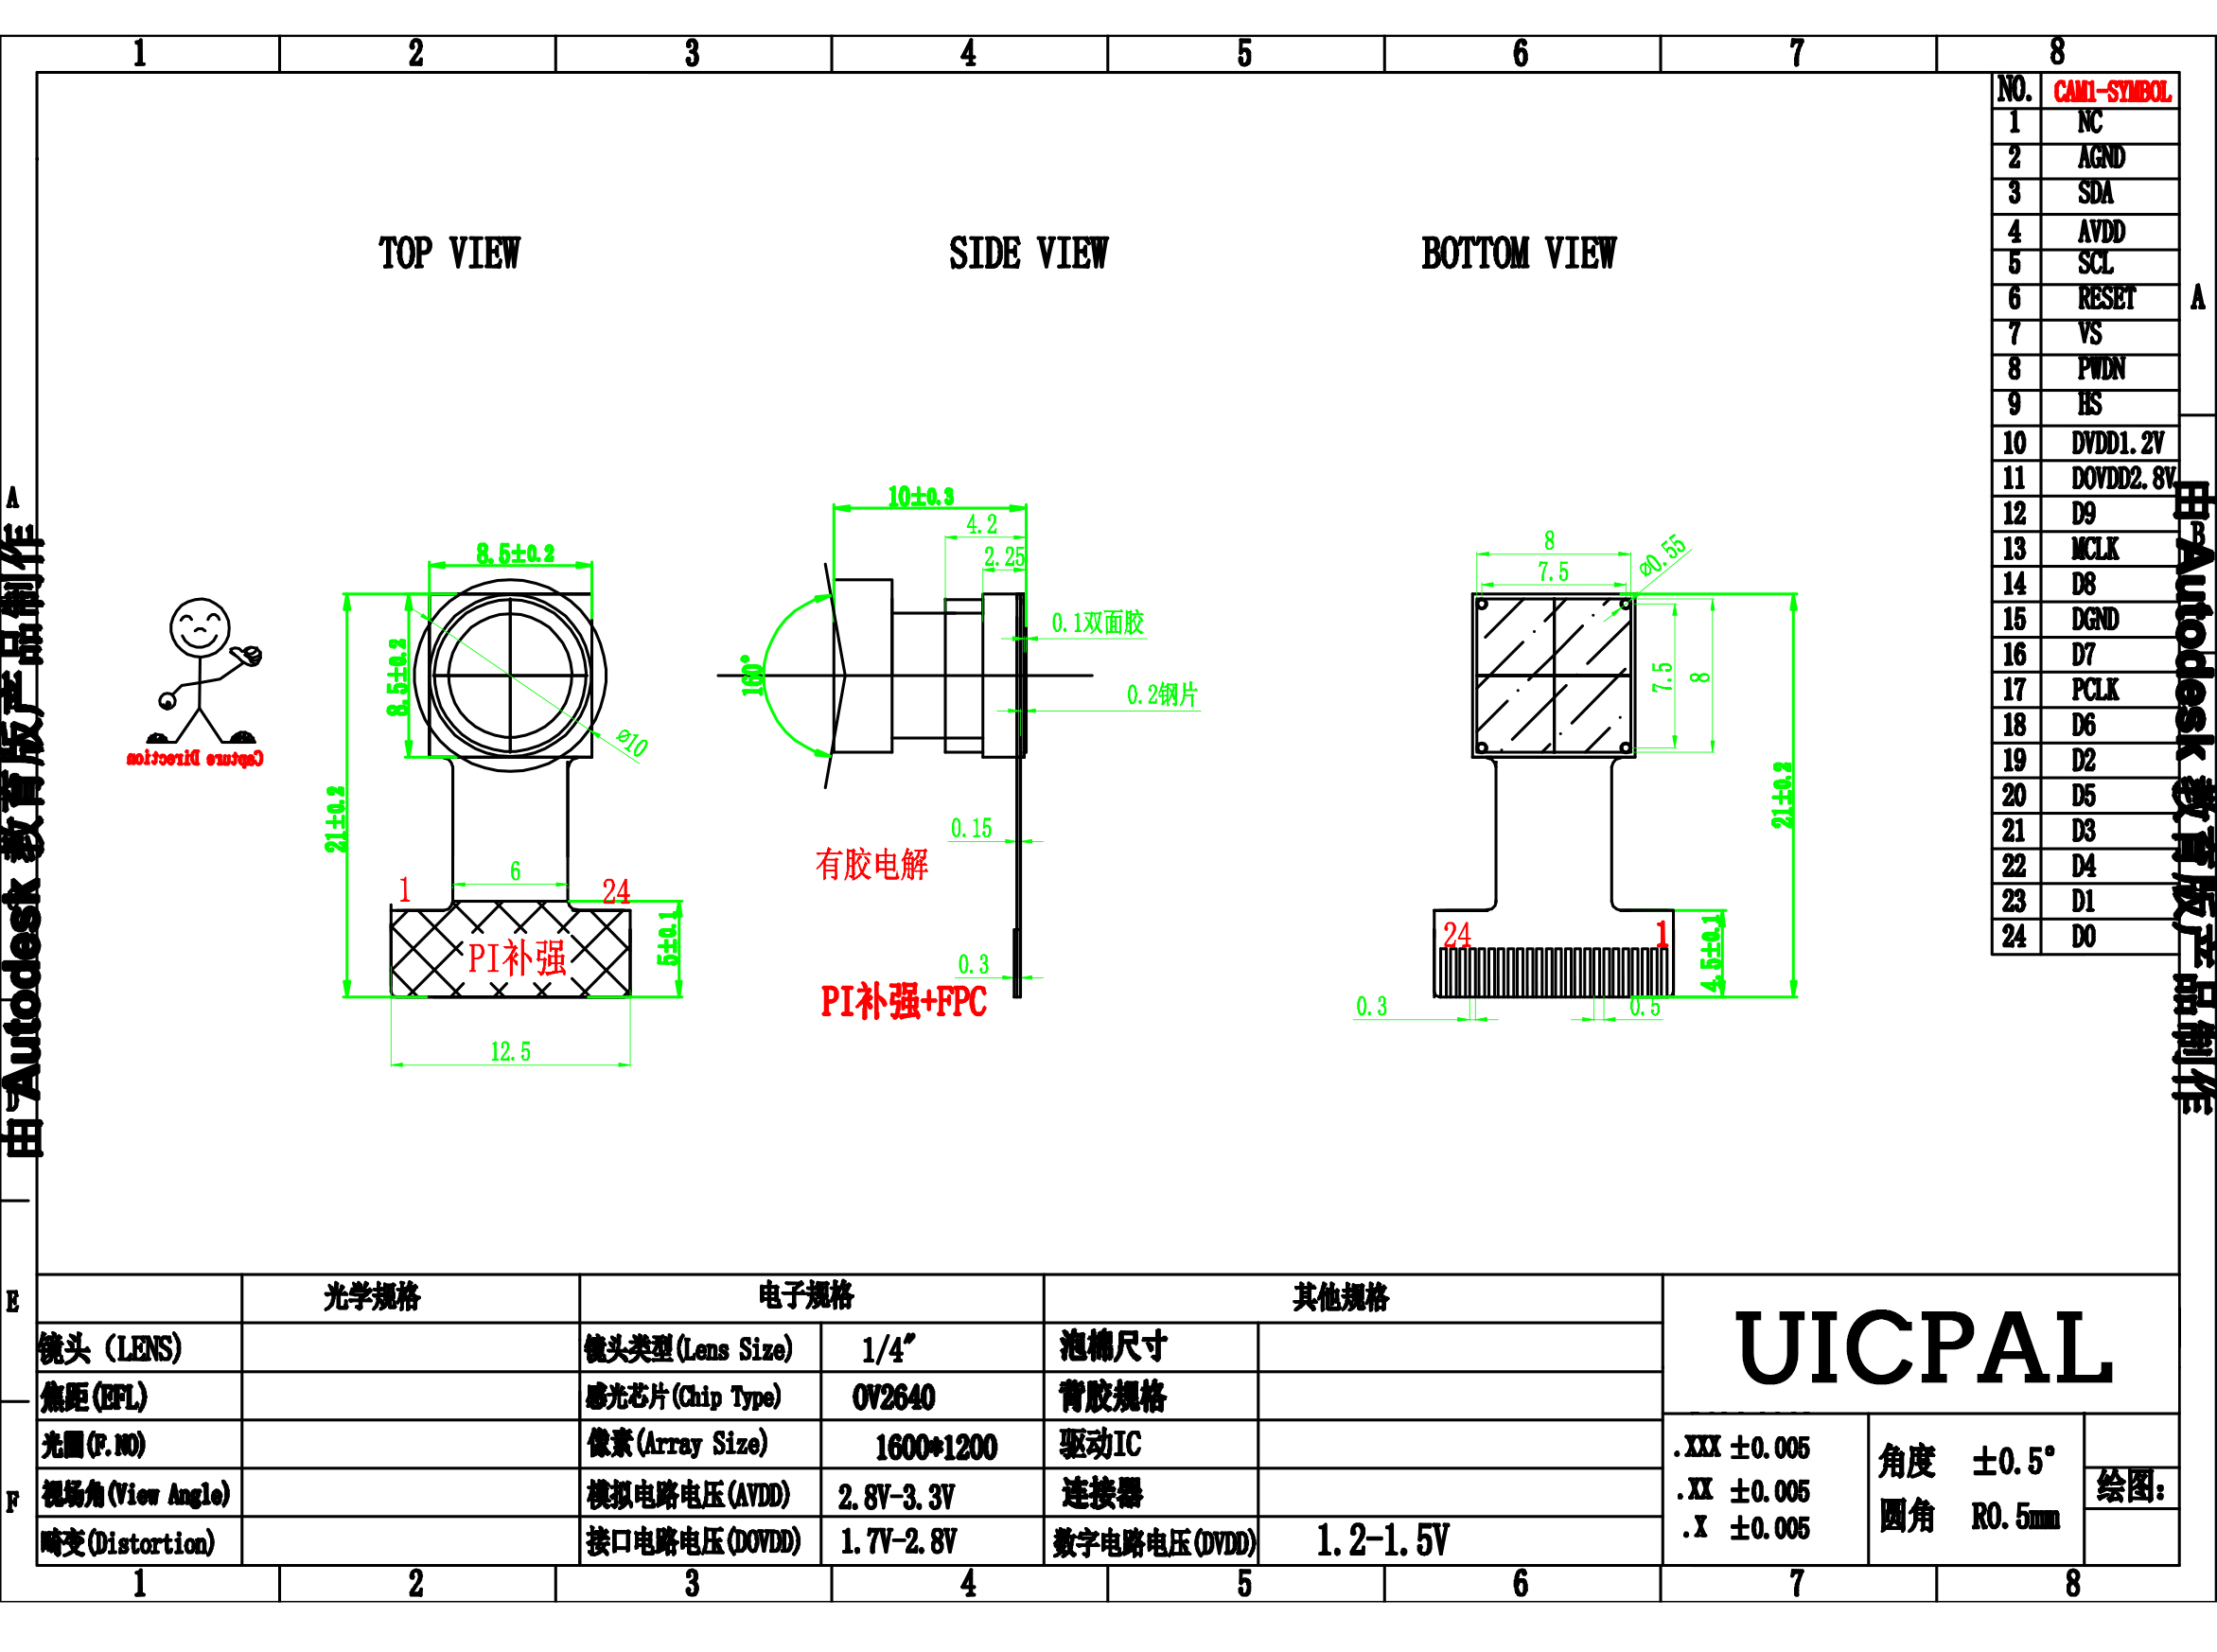 1 2 3 4 5 6 7 8
NO. CAM1-SYMBOL
1 NC
2 AGND
3 SDA
4 AVDD
5 SCL
6 RESET
7 VS
8 PWDN
9 HS
10 DVDD1.2V
11 DOVDD2.8V
12 D9
13 MCLK
14 D8
15 DGND
16 D7
17 PCLK
18 D6
19 D2
20 D5
21 D3
22 D4
23 D1
24 D0
A
B
A
E
F
由 Autodesk 教育版产品制作
由 Autodesk 教育版产品制作
TOP VIEW
SIDE VIEW
BOTTOM VIEW
Capture Direction
8.5±0.2
8.5±0.2
21±0.2
ø10
6
1
24
PI补强
5±0.1
12.5
10±0.3
4.2
2.25
160°
0.1双面胶
0.2钢片
0.15
有胶电解
0.3
PI补强+FPC
8
7.5
ø0.55
7.5
8
21±0.2
24
1
4.5±0.1
0.3
0.5
光学规格 电子规格 其他规格
镜头 (LENS) 镜头类型(Lens Size) 1/4" 泡棉尺寸
焦距(EFL) 感光芯片(Chip Type) OV2640 背胶规格
光圈(F.NO) 像素(Array Size) 1600*1200 驱动IC
视场角(View Angle) 模拟电路电压(AVDD) 2.8V-3.3V 连接器
畸变(Distortion) 接口电路电压(DOVDD) 1.7V-2.8V 数字电路电压(DVDD) 1.2-1.5V
UICPAL
.XXX ±0.005
.XX ±0.005
.X ±0.005
角度 ±0.5°
圆角 R0.5mm
绘图:
1 2 3 4 5 6 7 8